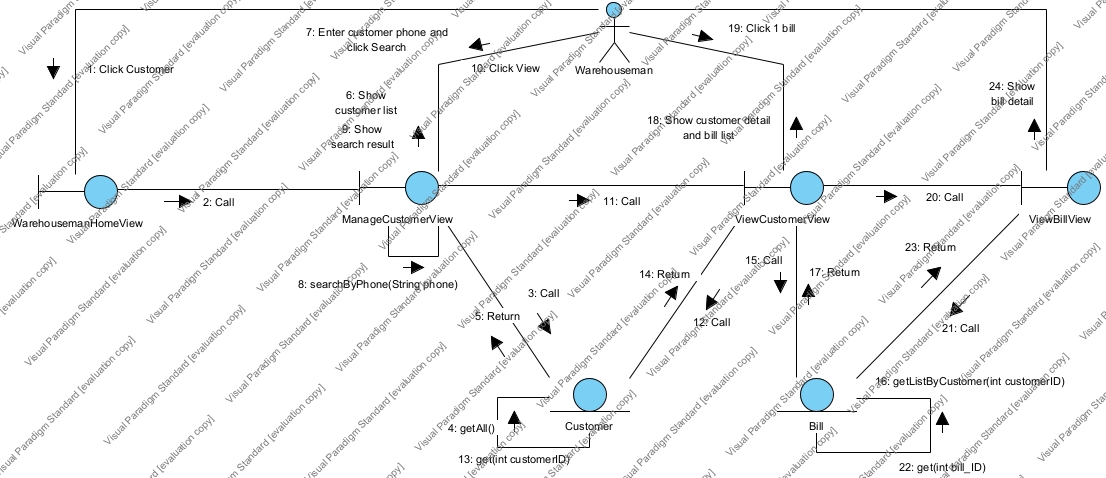 7: Enter customer phone and
click Search
19: Click 1 bill
1: Click Customer
10: Click View
Warehouseman
6: Show
customer list
9: Show
search result
18: Show customer detail
and bill list
24: Show
bill detail
2: Call
11: Call
20: Call
WarehousemanHomeView
ManageCustomerView
ViewCustomerView
ViewBillView
8: searchByPhone(String phone)
3: Call
5: Return
14: Return
12: Call
15: Call
17: Return
23: Return
21: Call
16: getListByCustomer(int customerID)
4: getAll()
Customer
Bill
13: get(int customerID)
22: get(int bill_ID)
Visual Paradigm Standard [evaluation copy]